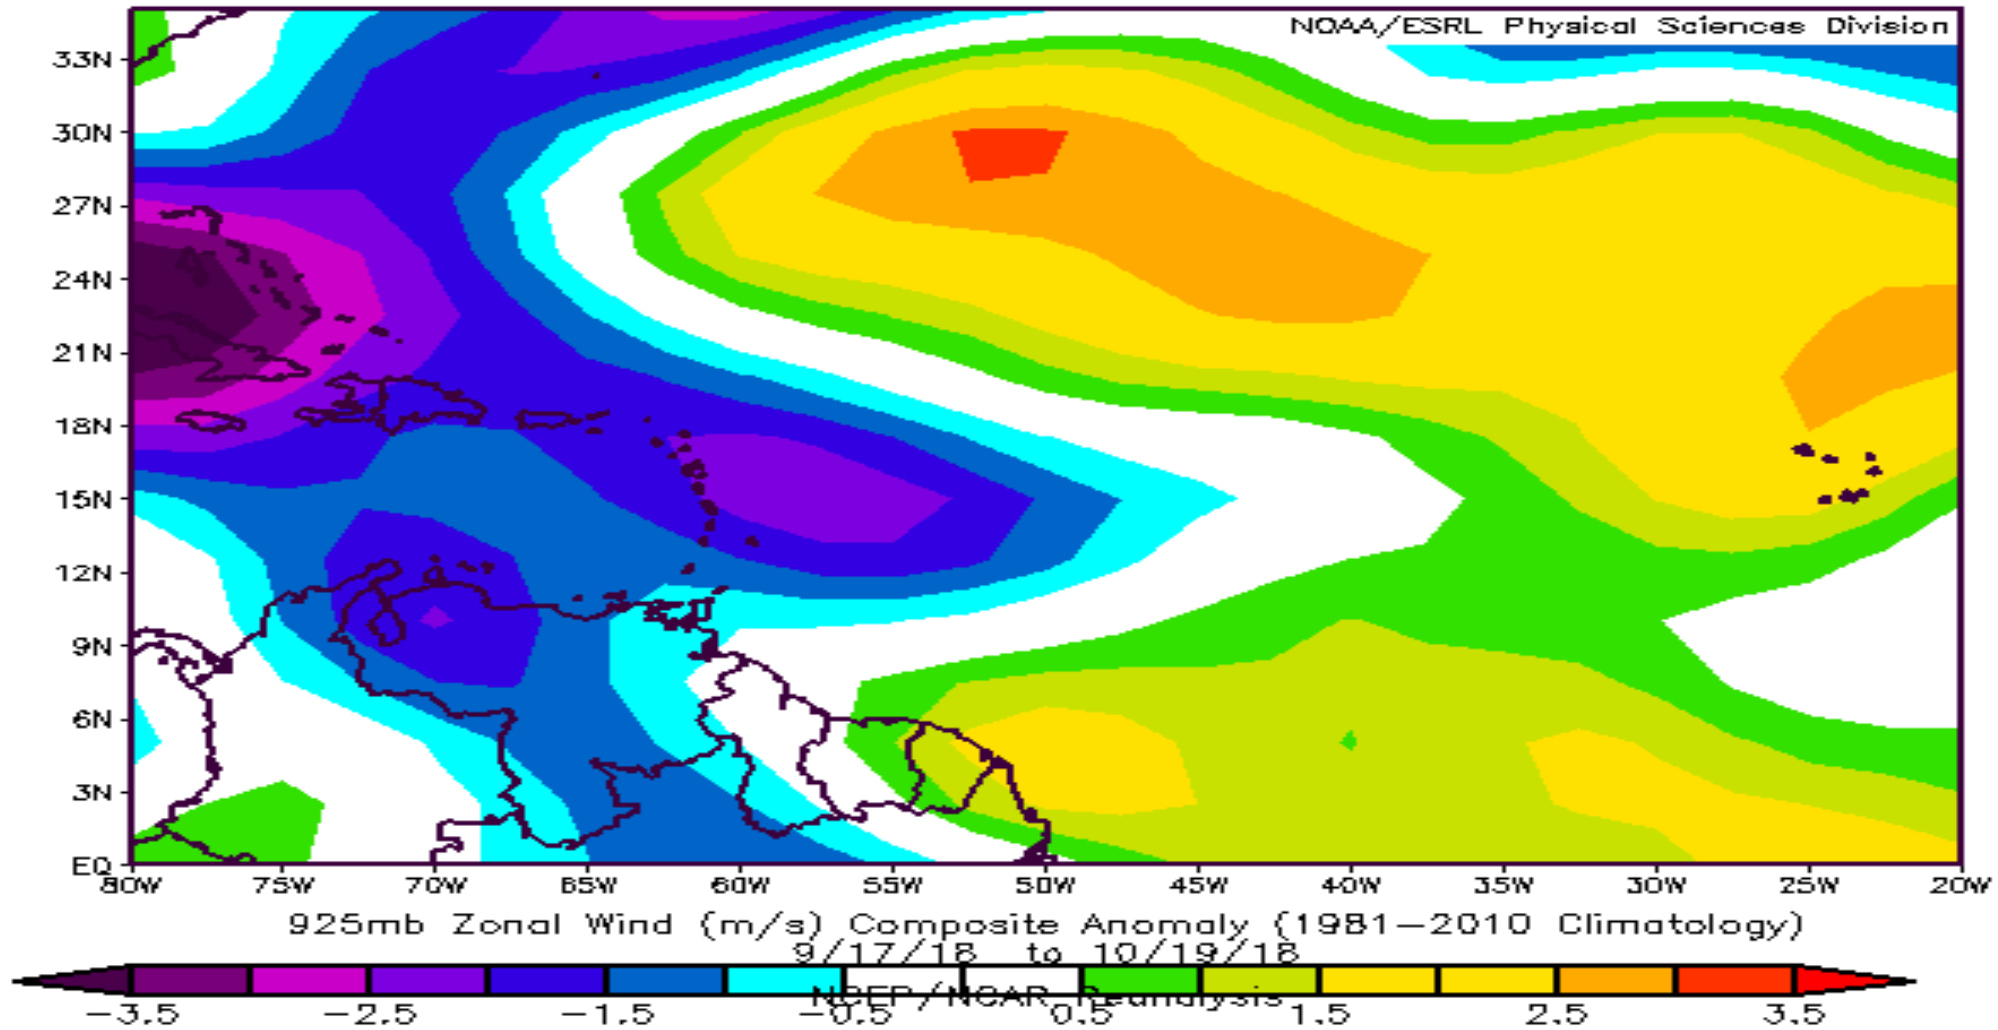 NOAA/ESRL Physical Sciences Division
33N
30N
27N
24N
21N
18N
15N
12N
9N
6N
3N
EQ
80W 75W 70W 65W 60W 55W 50W 45W 40W 35W 30W 25W 20W
925mb Zonal Wind (m/s) Composite Anomaly (1981-2010 Climatology)
9/17/18 to 10/19/18
NCEP/NCAR Reanalysis
-3.5 -2.5 -1.5 -0.5 0.5 1.5 2.5 3.5